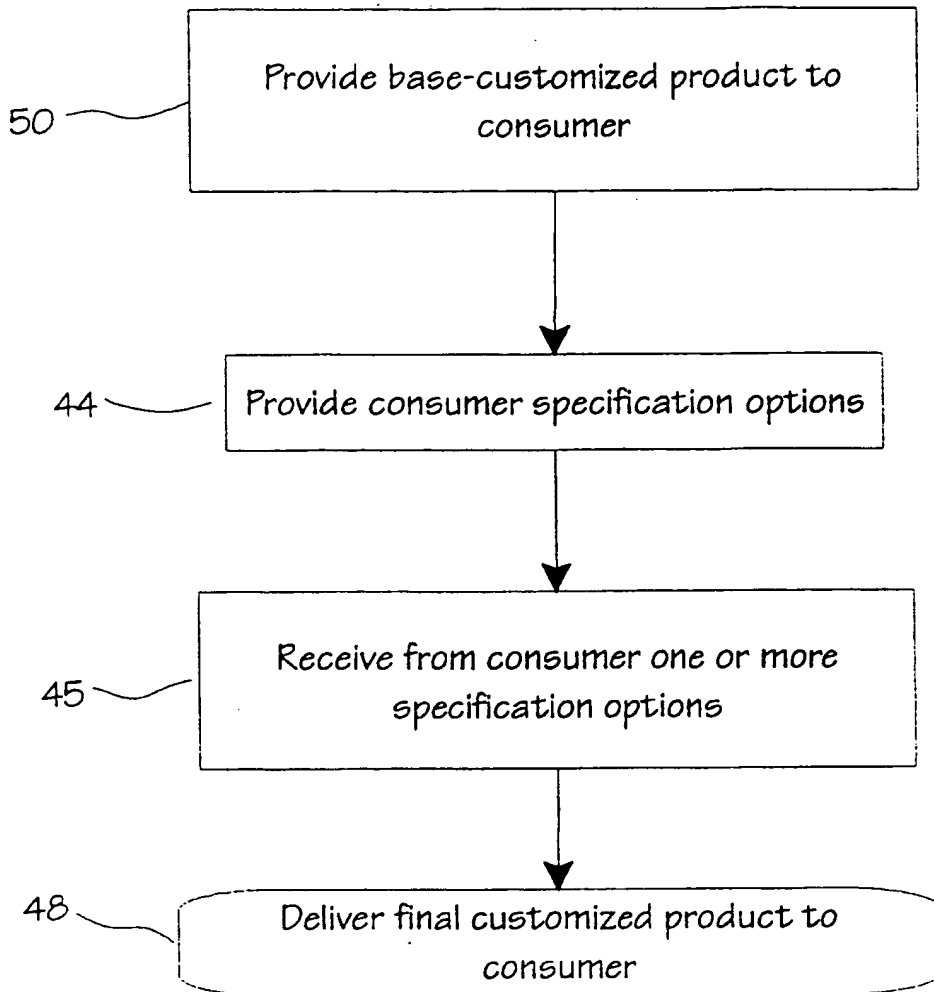 Provide base-customized product to
consumer
50
Provide consumer specification options
44
Receive from consumer one or more
specification options
45
Deliver final customized product to
consumer
48